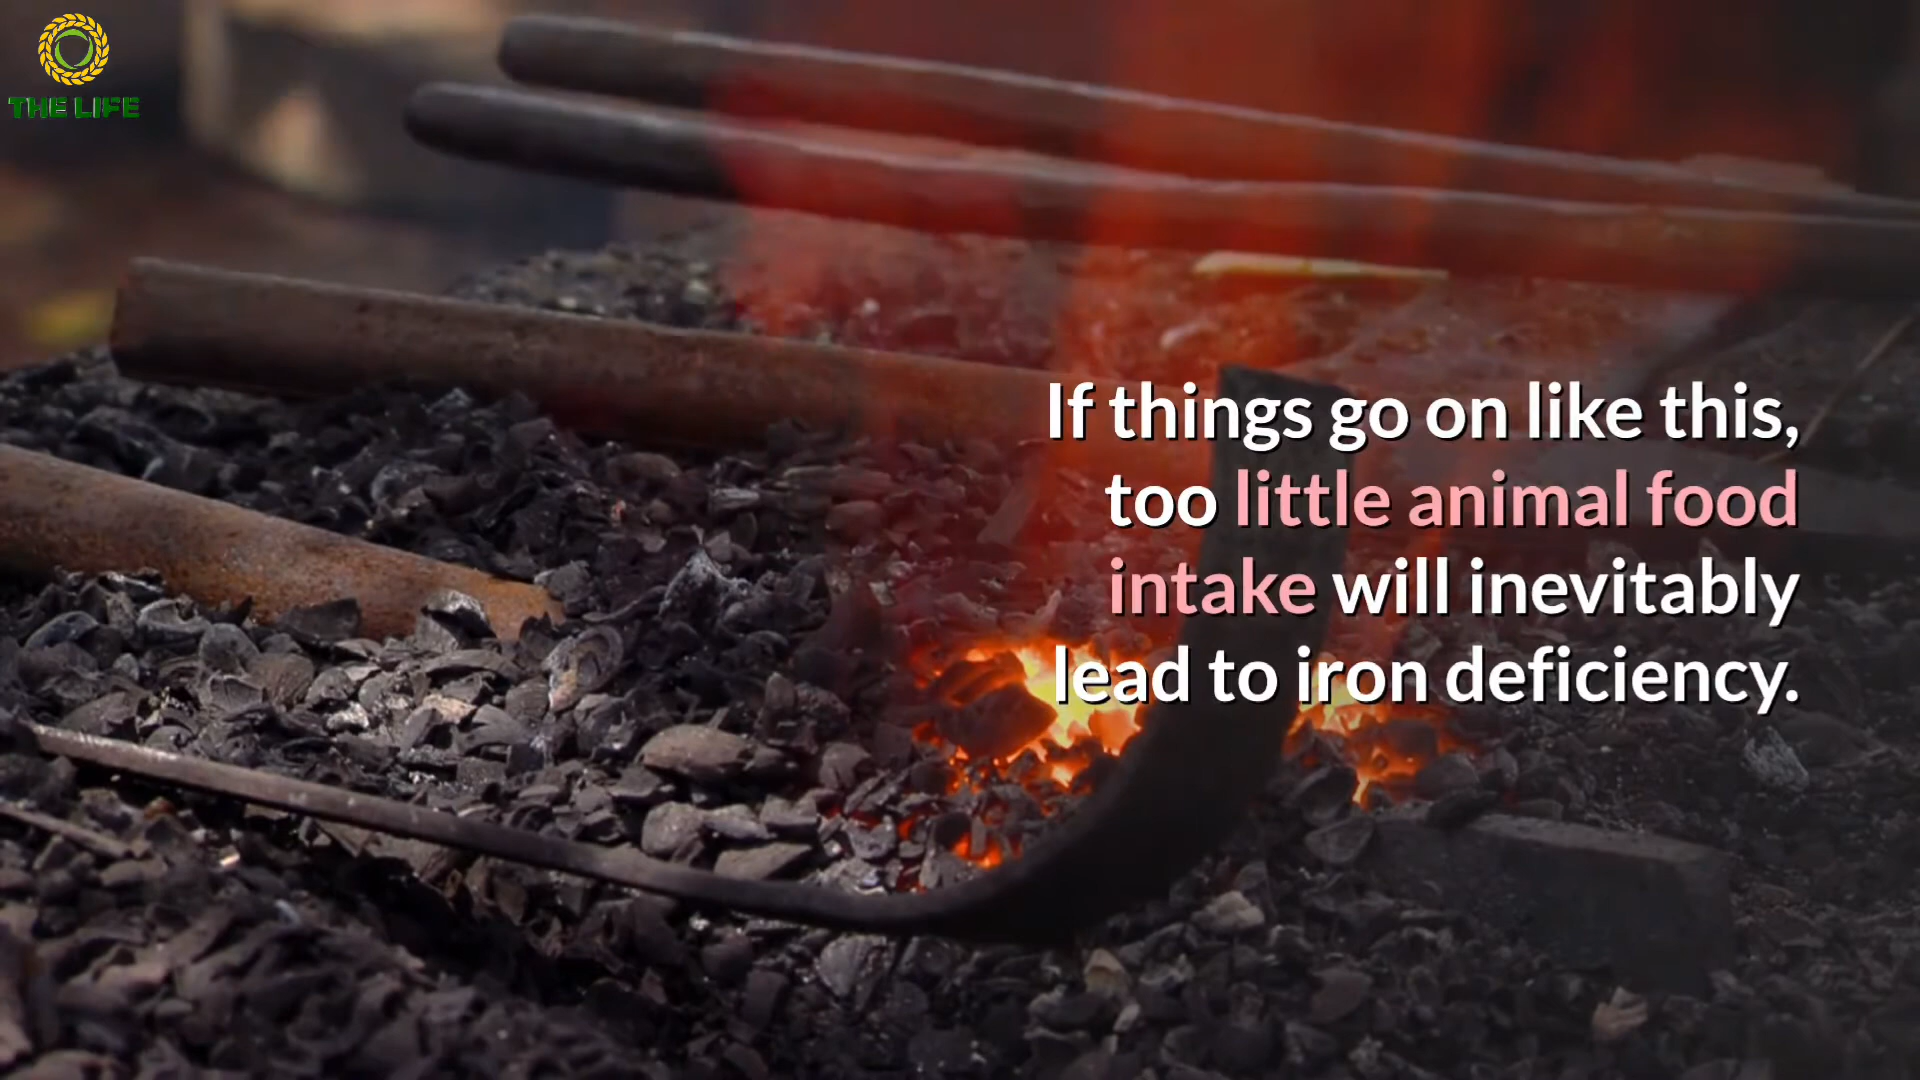 THE LIFE
If things go on like this,
too little animal food
intake will inevitably
lead to iron deficiency.